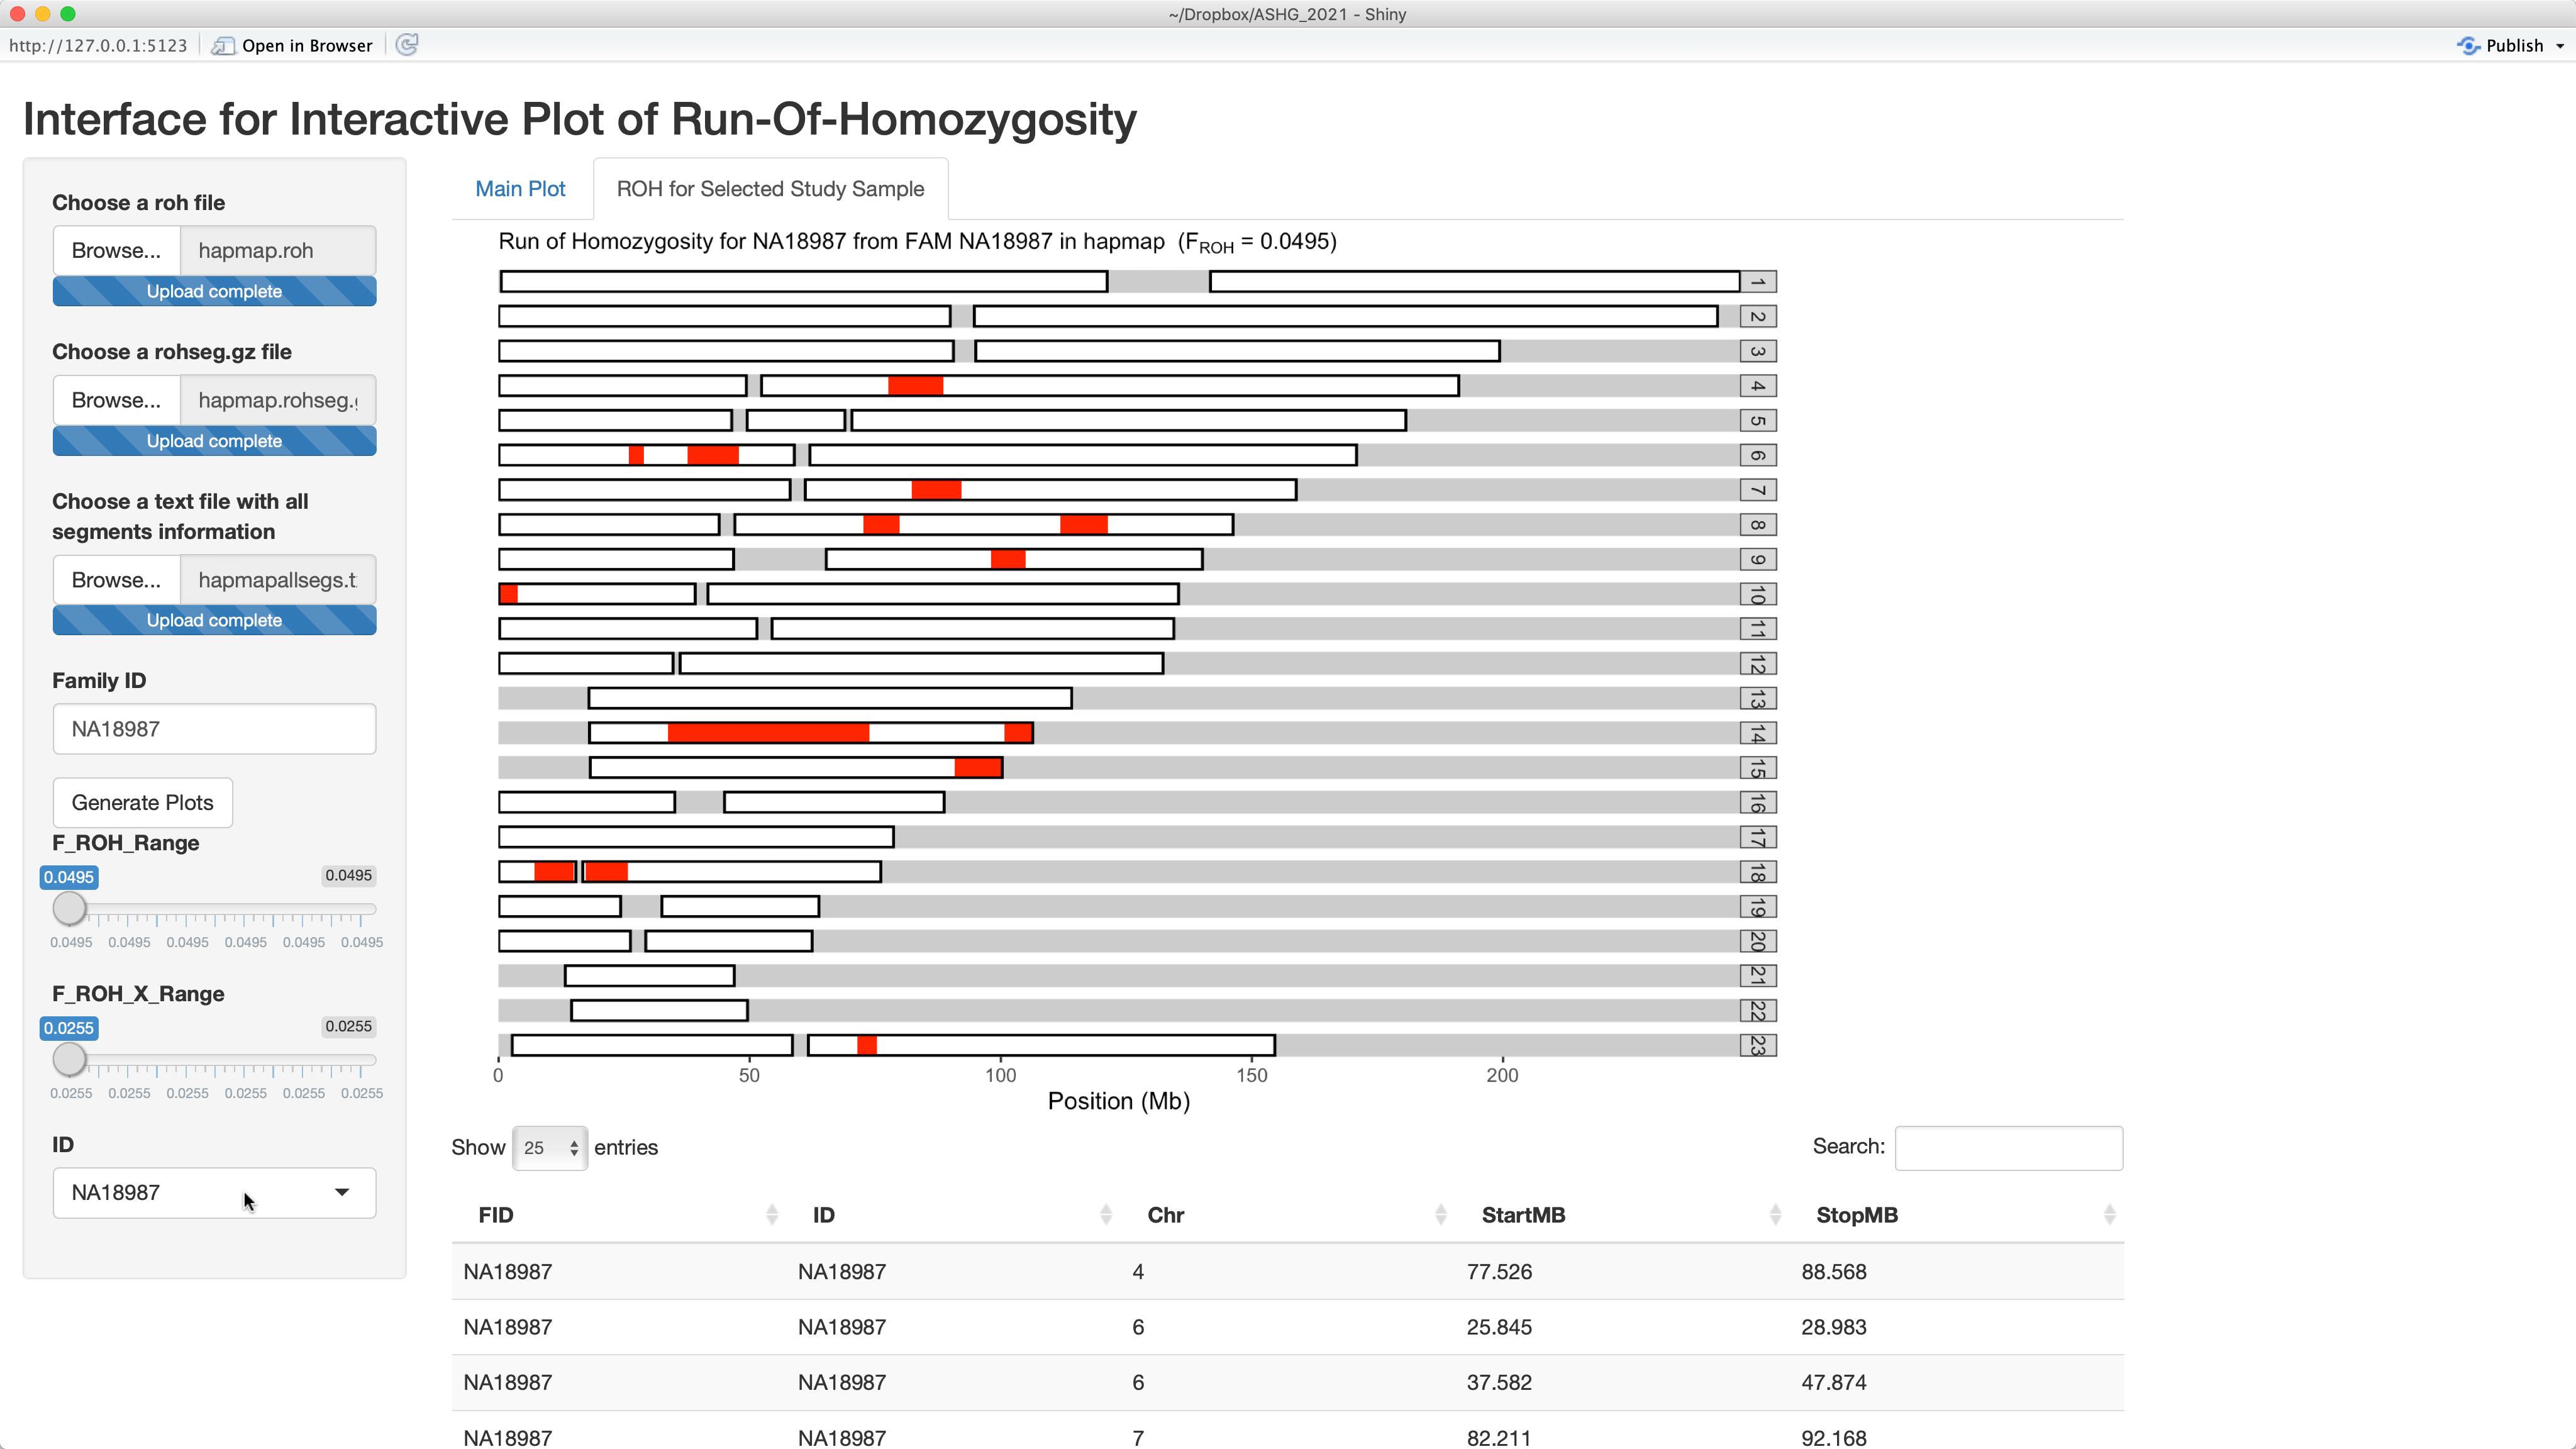 ~/Dropbox/ASHG_2021 - Shiny
http://127.0.0.1:5123 Open in Browser Publish
Interface for Interactive Plot of Run-Of-Homozygosity
Choose a roh file
Browse... hapmap.roh
Upload complete
Choose a rohseg.gz file
Browse... hapmap.rohseg.
Upload complete
Choose a text file with all
segments information
Browse... hapmapallsegs.t
Upload complete
Family ID
NA18987
Generate Plots
F_ROH_Range
0.0495 0.0495
0.0495 0.0495 0.0495 0.0495 0.0495 0.0495
F_ROH_X_Range
0.0255 0.0255
0.0255 0.0255 0.0255 0.0255 0.0255 0.0255
ID
NA18987
Main Plot ROH for Selected Study Sample
Run of Homozygosity for NA18987 from FAM NA18987 in hapmap (FROH = 0.0495)
1
2
3
4
5
6
7
8
9
10
11
12
13
14
15
16
17
18
19
20
21
22
23
0 50 100 150 200
Position (Mb)
Show 25 entries Search:
FID ID Chr StartMB StopMB
NA18987 NA18987 4 77.526 88.568
NA18987 NA18987 6 25.845 28.983
NA18987 NA18987 6 37.582 47.874
NA18987 NA18987 7 82.211 92.168